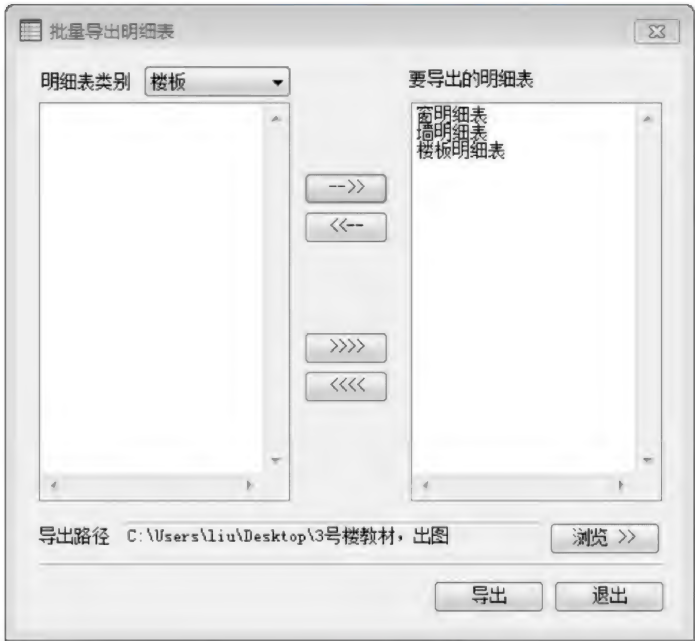 批量导出明细表
明细表类别 楼板
要导出的明细表
窗明细表
墙明细表
楼板明细表
-->>
<<--
>>>>
<<<<
导出路径 C:\Users\liu\Desktop\3号楼教材，出图
浏览 >>
导出 退出